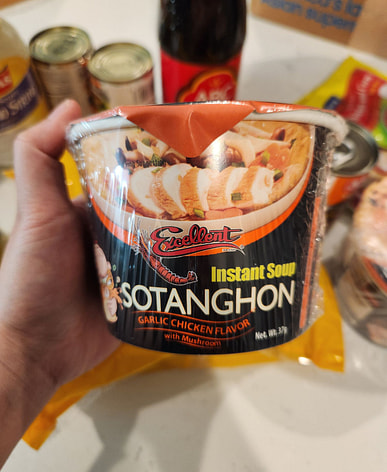 Excellent
Instant Soup
SOTANGHON
GARLIC CHICKEN FLAVOR
with Mushroom
Net. Wt. 37g